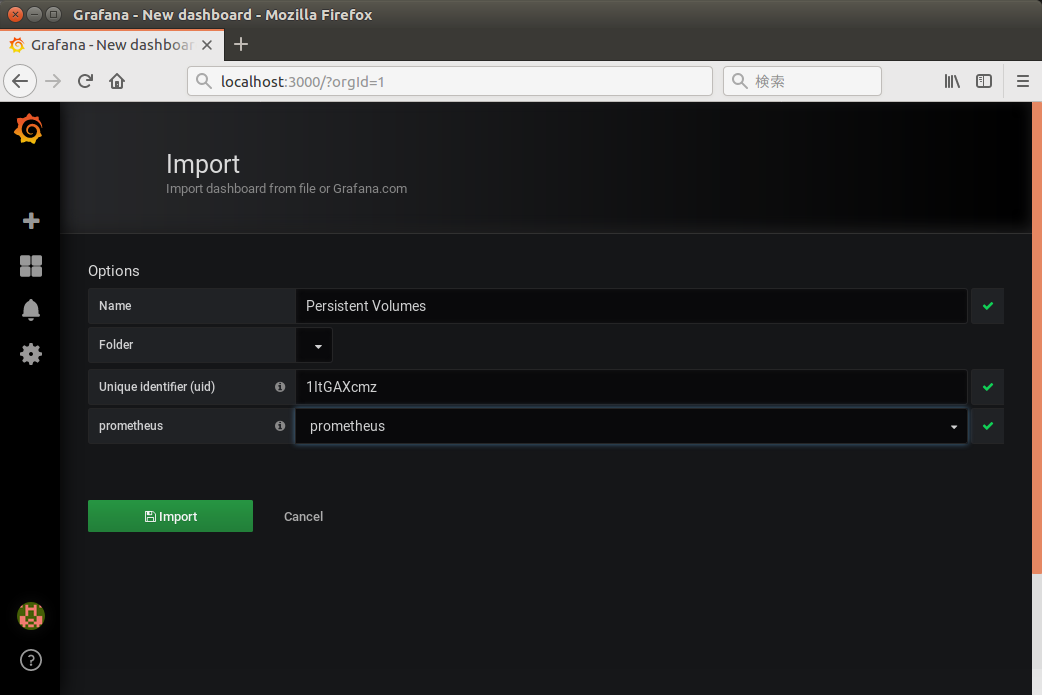 Grafana - New dashboard - Mozilla Firefox
Grafana - New dashboar
localhost:3000/?orgId=1
検索
Import
Import dashboard from file or Grafana.com
Options
Name
Persistent Volumes
Folder
Unique identifier (uid)
1ItGAXcmz
prometheus
prometheus
Import
Cancel